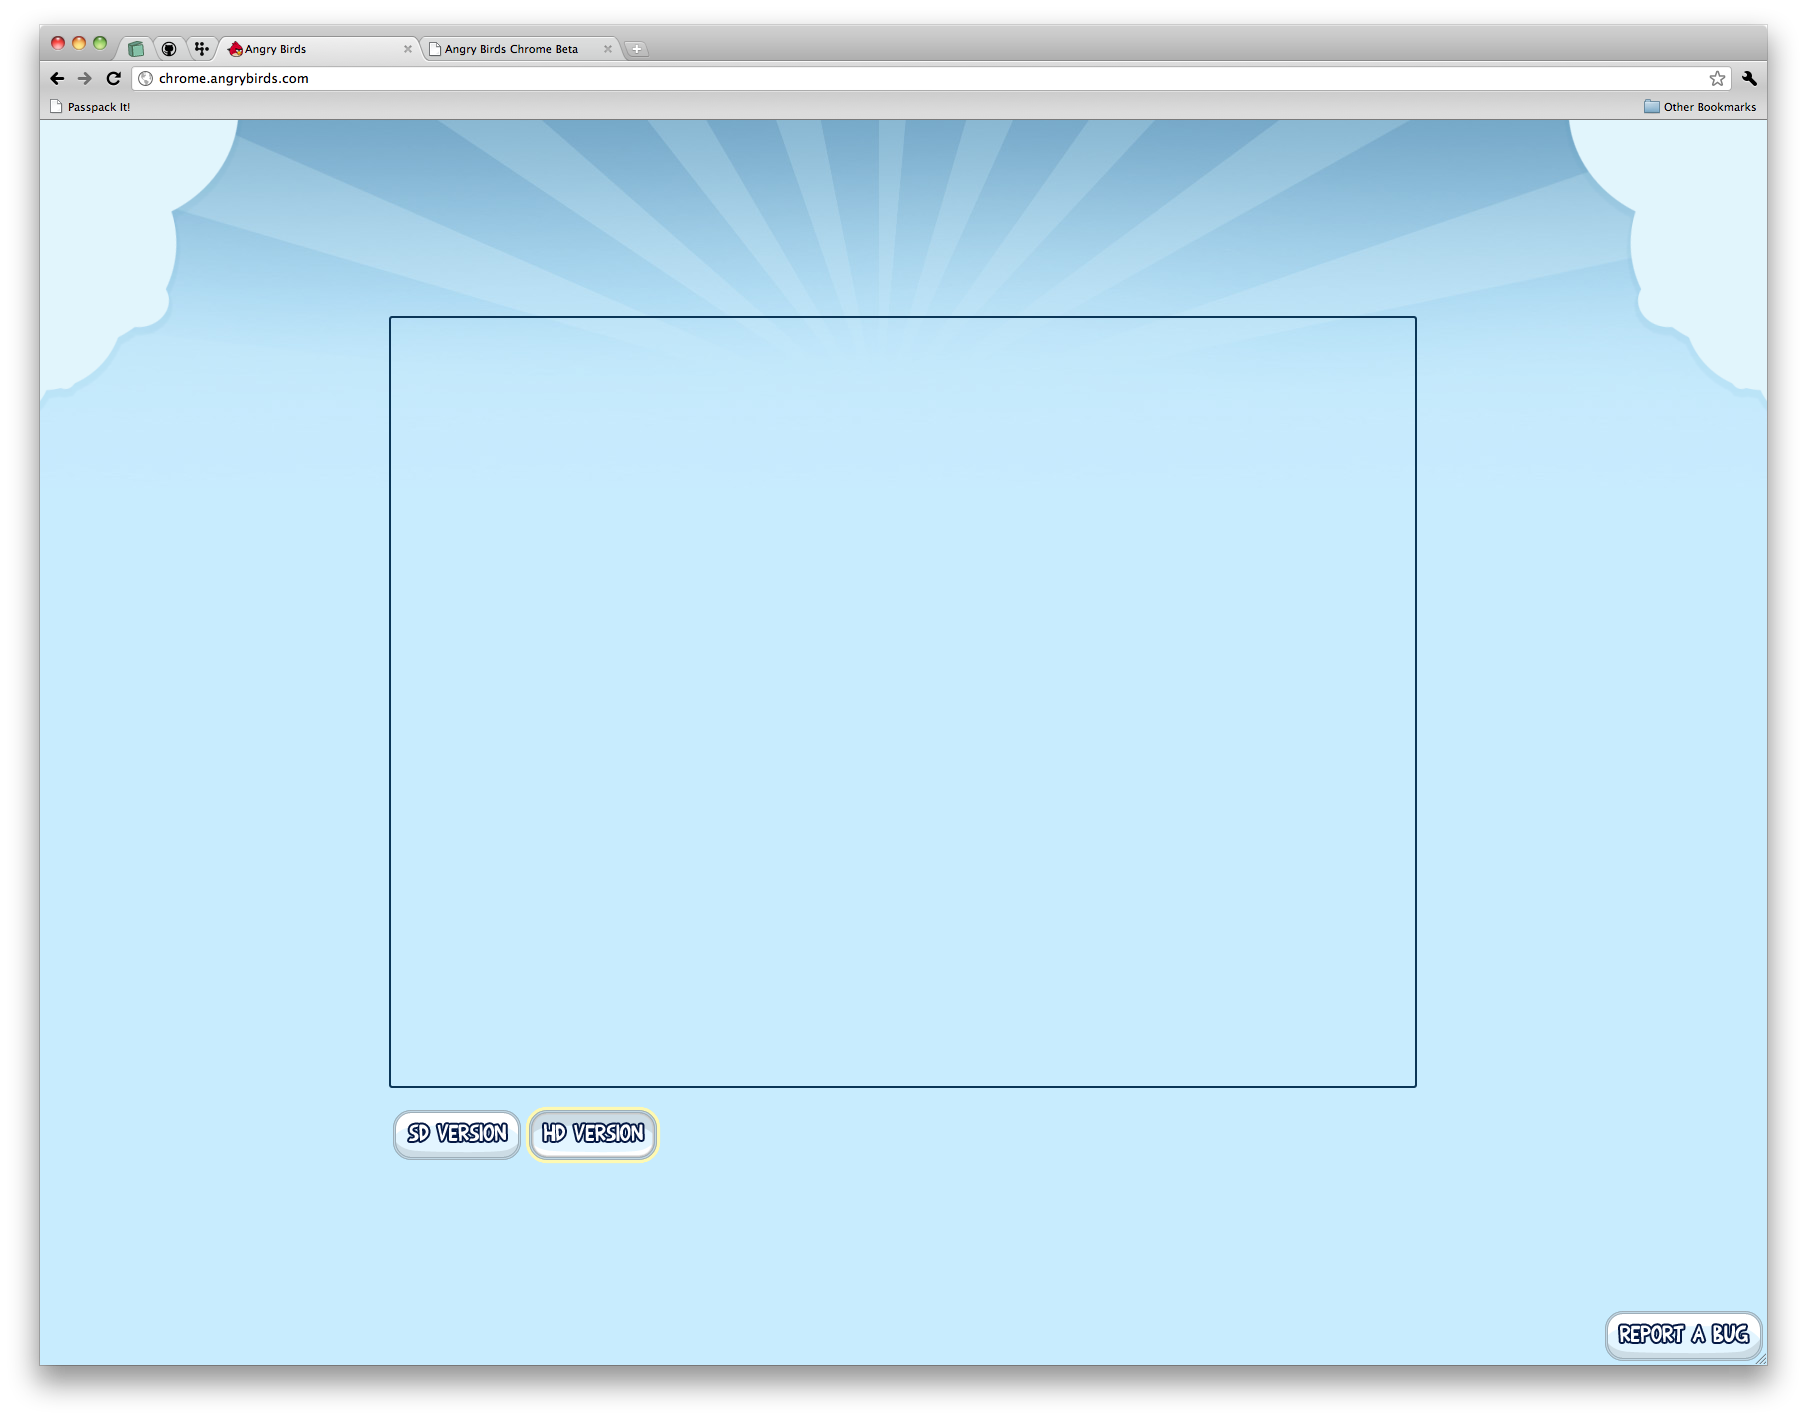 Angry Birds
Angry Birds Chrome Beta
chrome.angrybirds.com
Passpack It!
Other Bookmarks
SD VERSION
HD VERSION
REPORT A BUG